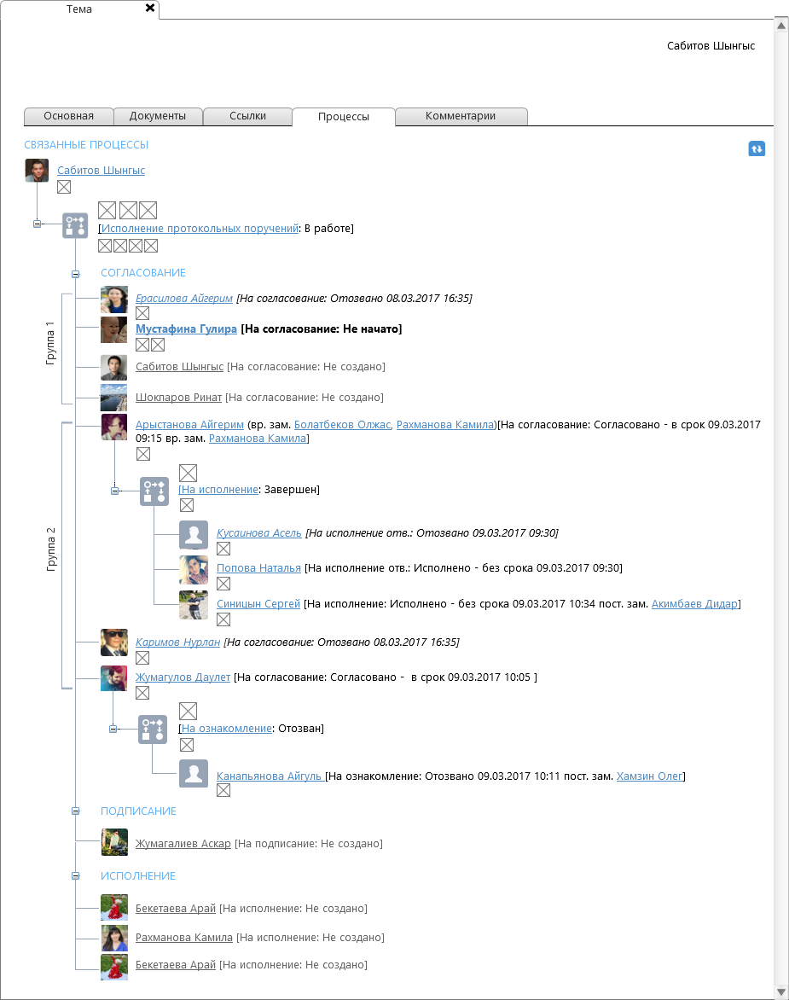 Тема
Сабитов Шынгыс
Основная Документы Ссылки Процессы Комментарии
СВЯЗАННЫЕ ПРОЦЕССЫ
Сабитов Шынгыс
[Исполнение протокольных поручений: В работе]
СОГЛАСОВАНИЕ
Группа 1
Ерасилова Айгерим [На согласование: Отозвано 08.03.2017 16:35]
Мустафина Гулира [На согласование: Не начато]
Сабитов Шынгыс [На согласование: Не создано]
Шокпаров Ринат [На согласование: Не создано]
Группа 2
Арыстанова Айгерим (вр. зам. Болатбеков Олжас, Рахманова Камила)[На согласование: Согласовано - в срок 09.03.2017
09:15 вр. зам. Рахманова Камила]
[На исполнение: Завершен]
Кусаинова Асель [На исполнение отв.: Отозвано 09.03.2017 09:30]
Попова Наталья [На исполнение отв.: Исполнено - без срока 09.03.2017 09:30]
Синицын Сергей [На исполнение: Исполнено - без срока 09.03.2017 10:34 пост. зам. Акимбаев Дидар]
Каримов Нурлан [На согласование: Отозвано 08.03.2017 16:35]
Жумагулов Даулет [На согласование: Согласовано - в срок 09.03.2017 10:05 ]
[На ознакомление: Отозван]
Канапьянова Айгуль [На ознакомление: Отозвано 09.03.2017 10:11 пост. зам. Хамзин Олег]
ПОДПИСАНИЕ
Жумагалиев Аскар [На подписание: Не создано]
ИСПОЛНЕНИЕ
Бекетаева Арай [На исполнение: Не создано]
Рахманова Камила [На исполнение: Не создано]
Бекетаева Арай [На исполнение: Не создано]